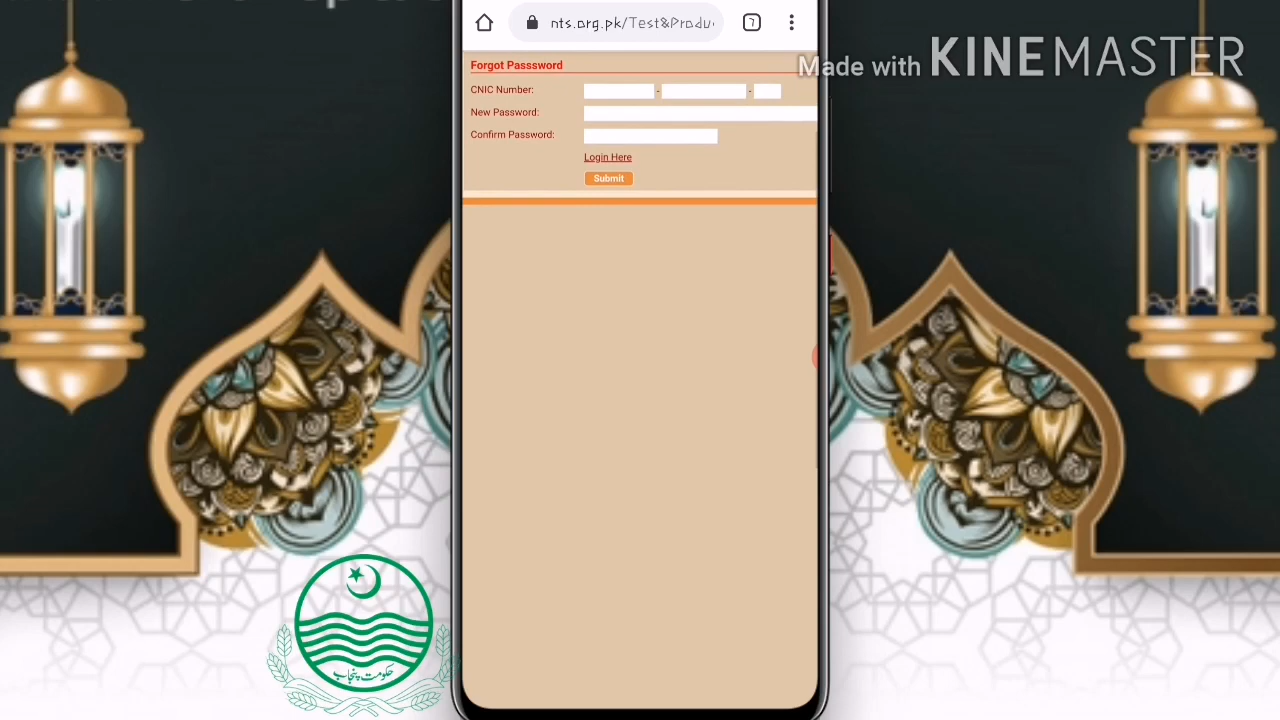 nts.org.pk/Test&Produ
7
Made with KINEMASTER
Forgot Passsword
CNIC Number: - -
New Password:
Confirm Password:
Login Here
Submit
حکومت پنجاب